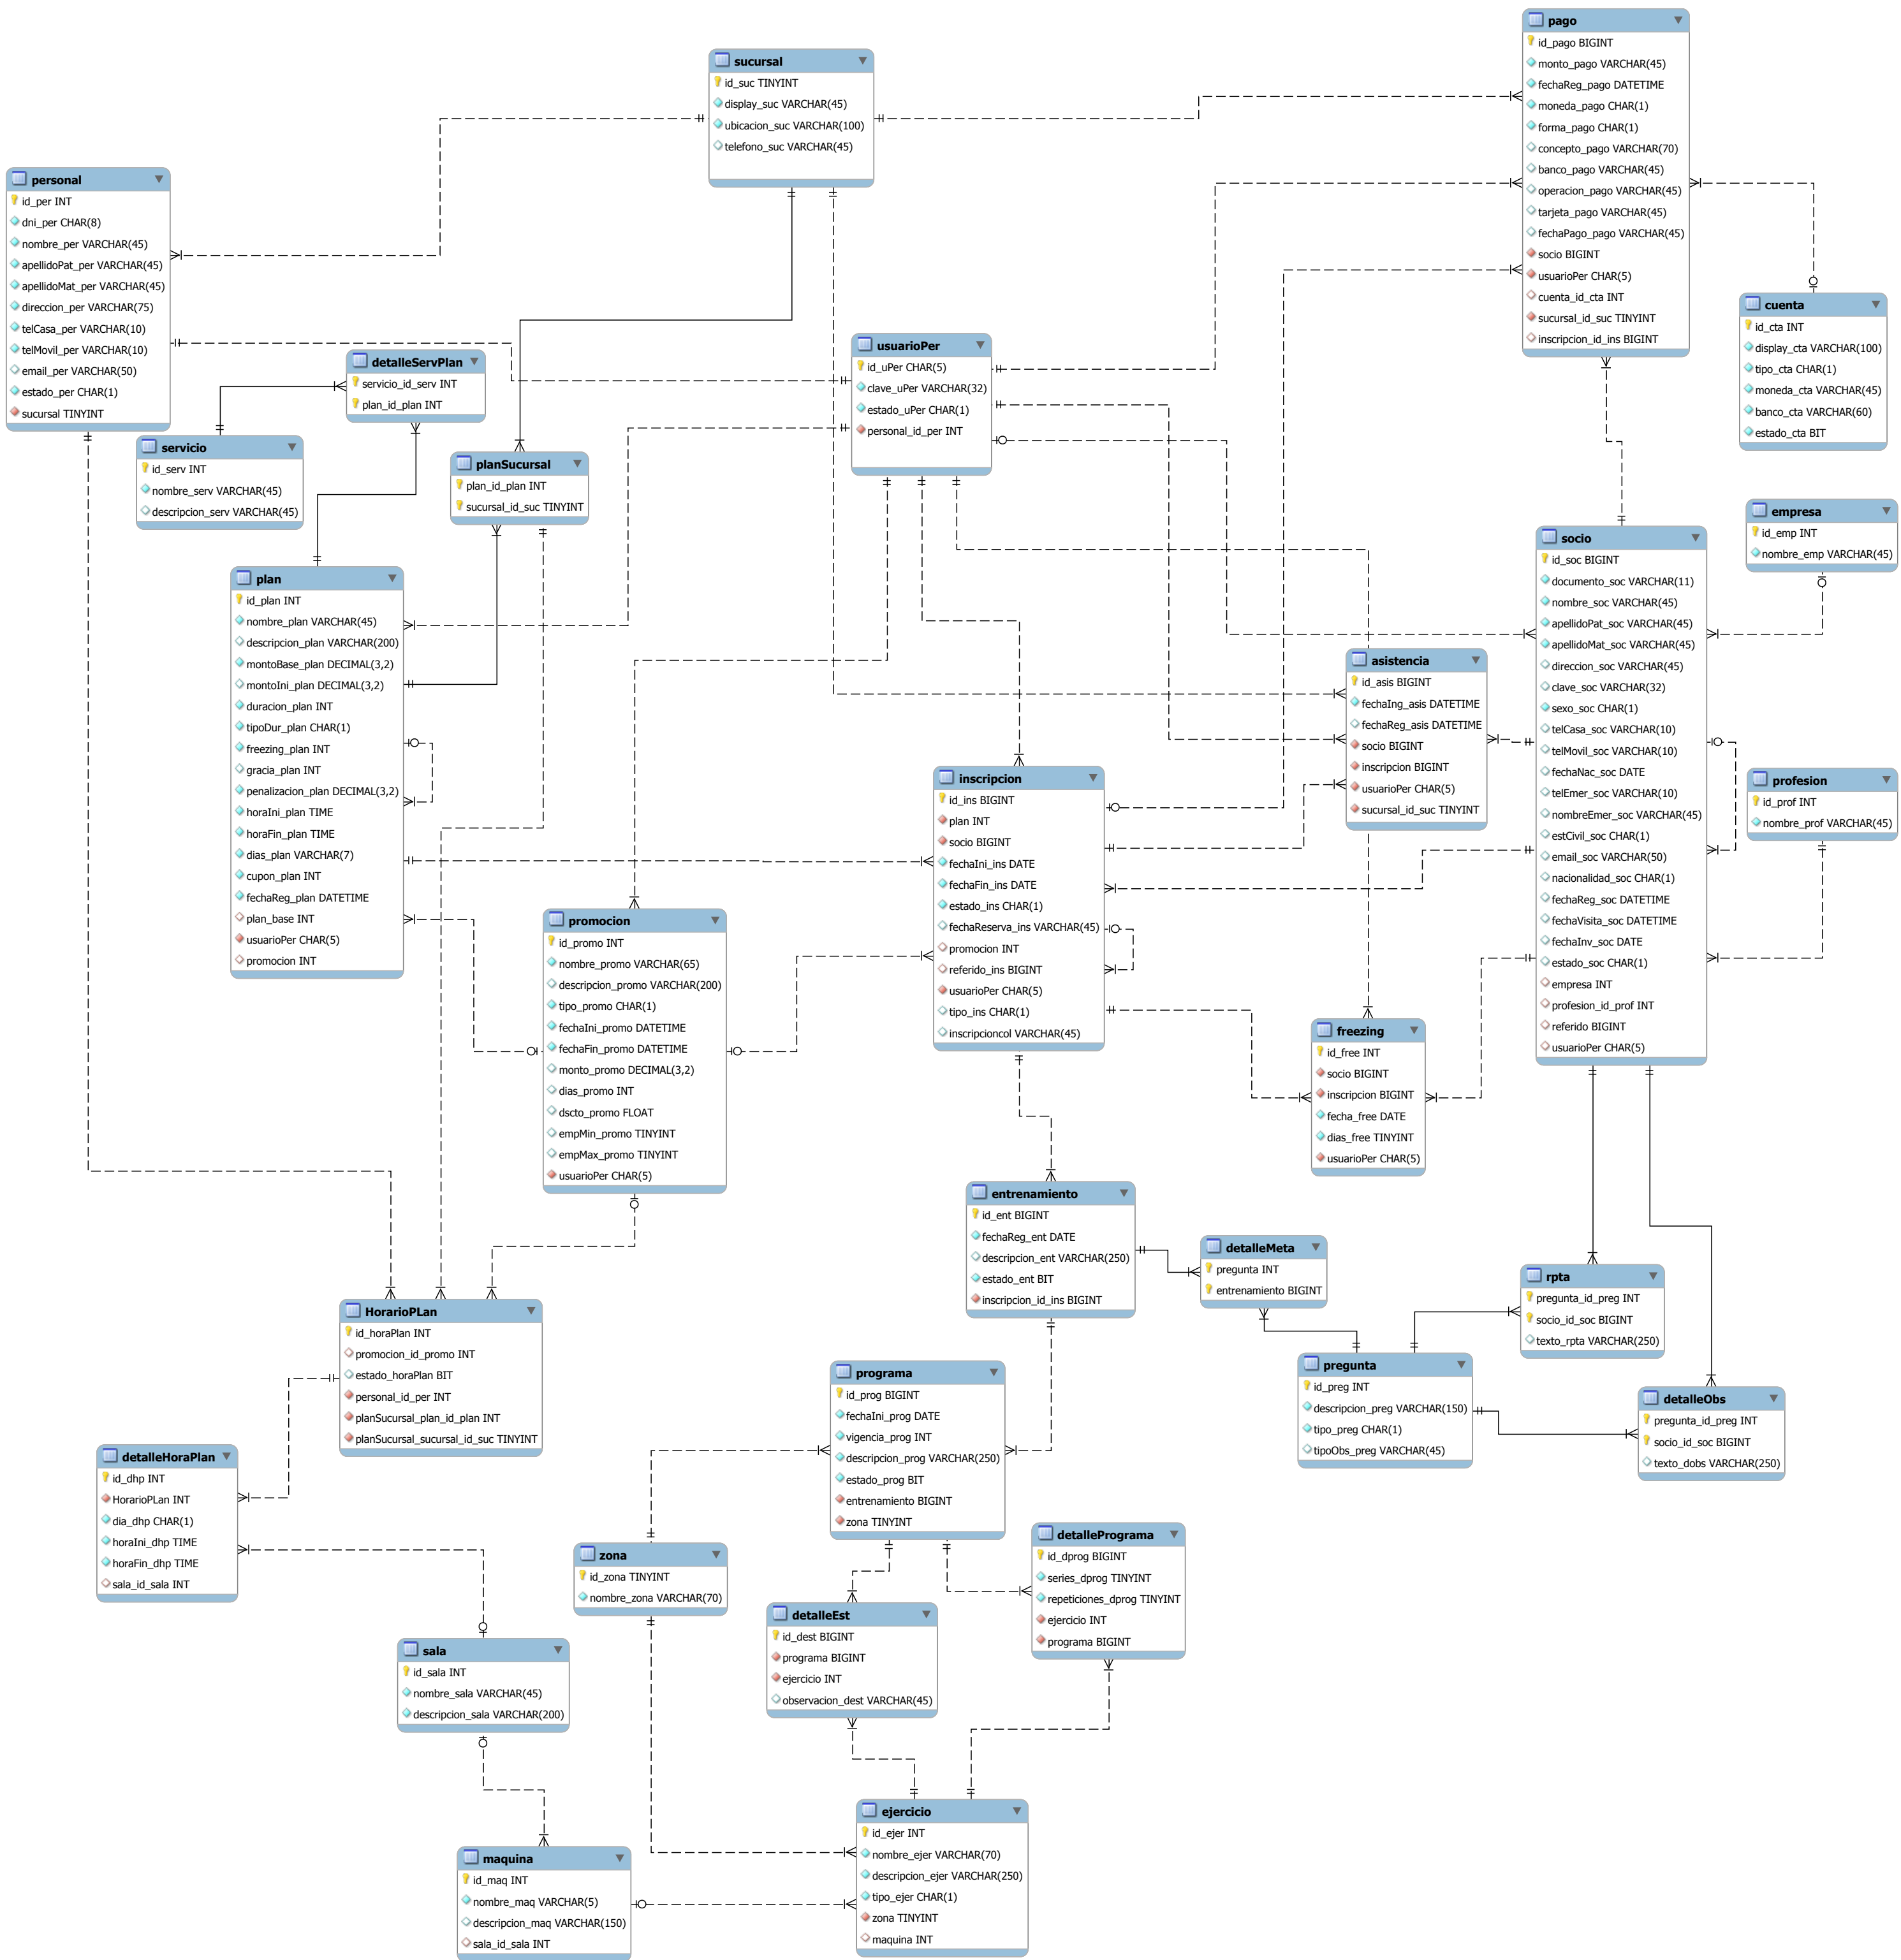 pago
id_pago BIGINT
monto_pago VARCHAR(45)
fechaReg_pago DATETIME
moneda_pago CHAR(1)
forma_pago CHAR(1)
concepto_pago VARCHAR(70)
banco_pago VARCHAR(45)
operacion_pago VARCHAR(45)
tarjeta_pago VARCHAR(45)
fechaPago_pago VARCHAR(45)
socio BIGINT
usuarioPer CHAR(5)
cuenta_id_cta INT
sucursal_id_suc TINYINT
inscripcion_id_ins BIGINT
sucursal
id_suc TINYINT
display_suc VARCHAR(45)
ubicacion_suc VARCHAR(100)
telefono_suc VARCHAR(45)
personal
id_per INT
dni_per CHAR(8)
nombre_per VARCHAR(45)
apellidoPat_per VARCHAR(45)
apellidoMat_per VARCHAR(45)
direccion_per VARCHAR(75)
telCasa_per VARCHAR(10)
telMovil_per VARCHAR(10)
email_per VARCHAR(50)
estado_per CHAR(1)
sucursal TINYINT
cuenta
id_cta INT
display_cta VARCHAR(100)
tipo_cta CHAR(1)
moneda_cta VARCHAR(45)
banco_cta VARCHAR(60)
estado_cta BIT
usuarioPer
id_uPer CHAR(5)
clave_uPer VARCHAR(32)
estado_uPer CHAR(1)
personal_id_per INT
detalleServPlan
servicio_id_serv INT
plan_id_plan INT
servicio
id_serv INT
nombre_serv VARCHAR(45)
descripcion_serv VARCHAR(45)
planSucursal
plan_id_plan INT
sucursal_id_suc TINYINT
empresa
id_emp INT
nombre_emp VARCHAR(45)
socio
id_soc BIGINT
documento_soc VARCHAR(11)
nombre_soc VARCHAR(45)
apellidoPat_soc VARCHAR(45)
apellidoMat_soc VARCHAR(45)
direccion_soc VARCHAR(45)
clave_soc VARCHAR(32)
sexo_soc CHAR(1)
telCasa_soc VARCHAR(10)
telMovil_soc VARCHAR(10)
fechaNac_soc DATE
telEmer_soc VARCHAR(10)
nombreEmer_soc VARCHAR(45)
estCivil_soc CHAR(1)
email_soc VARCHAR(50)
nacionalidad_soc CHAR(1)
fechaReg_soc DATETIME
fechaVisita_soc DATETIME
fechaInv_soc DATE
estado_soc CHAR(1)
empresa INT
profesion_id_prof INT
referido BIGINT
usuarioPer CHAR(5)
plan
id_plan INT
nombre_plan VARCHAR(45)
descripcion_plan VARCHAR(200)
montoBase_plan DECIMAL(3,2)
montoIni_plan DECIMAL(3,2)
duracion_plan INT
tipoDur_plan CHAR(1)
freezing_plan INT
gracia_plan INT
penalizacion_plan DECIMAL(3,2)
horaIni_plan TIME
horaFin_plan TIME
dias_plan VARCHAR(7)
cupon_plan INT
fechaReg_plan DATETIME
plan_base INT
usuarioPer CHAR(5)
promocion INT
asistencia
id_asis BIGINT
fechaIng_asis DATETIME
fechaReg_asis DATETIME
socio BIGINT
inscripcion BIGINT
usuarioPer CHAR(5)
sucursal_id_suc TINYINT
inscripcion
id_ins BIGINT
plan INT
socio BIGINT
fechaIni_ins DATE
fechaFin_ins DATE
estado_ins CHAR(1)
fechaReserva_ins VARCHAR(45)
promocion INT
referido_ins BIGINT
usuarioPer CHAR(5)
tipo_ins CHAR(1)
inscripcioncol VARCHAR(45)
profesion
id_prof INT
nombre_prof VARCHAR(45)
promocion
id_promo INT
nombre_promo VARCHAR(65)
descripcion_promo VARCHAR(200)
tipo_promo CHAR(1)
fechaIni_promo DATETIME
fechaFin_promo DATETIME
monto_promo DECIMAL(3,2)
dias_promo INT
dscto_promo FLOAT
empMin_promo TINYINT
empMax_promo TINYINT
usuarioPer CHAR(5)
freezing
id_free INT
socio BIGINT
inscripcion BIGINT
fecha_free DATE
dias_free TINYINT
usuarioPer CHAR(5)
entrenamiento
id_ent BIGINT
fechaReg_ent DATE
descripcion_ent VARCHAR(250)
estado_ent BIT
inscripcion_id_ins BIGINT
detalleMeta
pregunta INT
entrenamiento BIGINT
rpta
pregunta_id_preg INT
socio_id_soc BIGINT
texto_rpta VARCHAR(250)
HorarioPLan
id_horaPlan INT
promocion_id_promo INT
estado_horaPlan BIT
personal_id_per INT
planSucursal_plan_id_plan INT
planSucursal_sucursal_id_suc TINYINT
pregunta
id_preg INT
descripcion_preg VARCHAR(150)
tipo_preg CHAR(1)
tipoObs_preg VARCHAR(45)
programa
id_prog BIGINT
fechaIni_prog DATE
vigencia_prog INT
descripcion_prog VARCHAR(250)
estado_prog BIT
entrenamiento BIGINT
zona TINYINT
detalleObs
pregunta_id_preg INT
socio_id_soc BIGINT
texto_dobs VARCHAR(250)
detalleHoraPlan
id_dhp INT
HorarioPLan INT
dia_dhp CHAR(1)
horaIni_dhp TIME
horaFin_dhp TIME
sala_id_sala INT
detallePrograma
id_dprog BIGINT
series_dprog TINYINT
repeticiones_dprog TINYINT
ejercicio INT
programa BIGINT
zona
id_zona TINYINT
nombre_zona VARCHAR(70)
detalleEst
id_dest BIGINT
programa BIGINT
ejercicio INT
observacion_dest VARCHAR(45)
sala
id_sala INT
nombre_sala VARCHAR(45)
descripcion_sala VARCHAR(200)
ejercicio
id_ejer INT
nombre_ejer VARCHAR(70)
descripcion_ejer VARCHAR(250)
tipo_ejer CHAR(1)
zona TINYINT
maquina INT
maquina
id_maq INT
nombre_maq VARCHAR(5)
descripcion_maq VARCHAR(150)
sala_id_sala INT